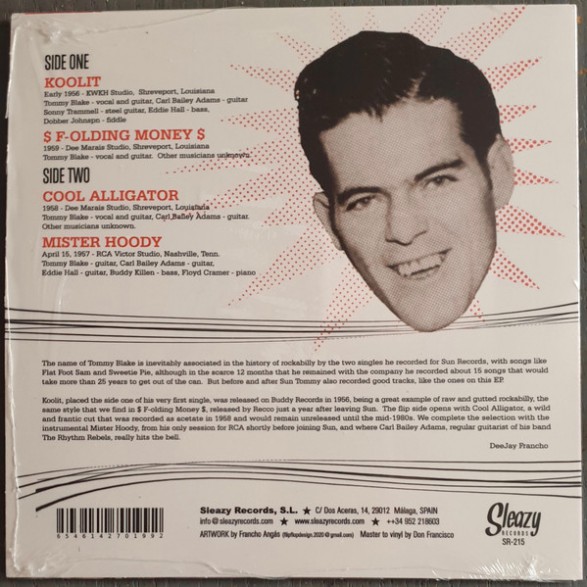 SIDE ONE
KOOLIT
Early 1956 - KWKH Studio, Shreveport, Louisiana
Tommy Blake - vocal and guitar, Carl Bailey Adams - guitar
Sonny Trammell - steel guitar, Eddie Hall - bass,
Dobber Johnson - fiddle
$ F-OLDING MONEY $
1959 - Dee Marais Studio, Shreveport, Louisiana
Tommy Blake - vocal and guitar. Other musicians unknown.
SIDE TWO
COOL ALLIGATOR
1958 - Dee Marais Studio, Shreveport, Louisiana
Tommy Blake - vocal and guitar, Carl Bailey Adams - guitar.
Other musicians unknown.
MISTER HOODY
April 15, 1957 - RCA Victor Studio, Nashville, Tenn.
Tommy Blake - guitar, Carl Bailey Adams - guitar,
Eddie Hall - guitar, Buddy Killen - bass, Floyd Cramer - piano
The name of Tommy Blake is inevitably associated in the history of rockabilly by the two singles he recorded for Sun Records, with songs like
Flat Foot Sam and Sweetie Pie, although in the scarce 12 months that he remained with the company he recorded about 15 songs that would
take more than 25 years to get out of the can. But before and after Sun Tommy also recorded good tracks, like the ones on this EP.
Koolit, placed the side one of his very first single, was released on Buddy Records in 1956, being a great example of raw and gutted rockabilly, the
same style that we find in $ F-olding Money $, released by Recco just a year after leaving Sun. The flip side opens with Cool Alligator, a wild
and frantic cut that was recorded as acetate in 1958 and would remain unreleased until the mid-1980s. We complete the selection with the
instrumental Mister Hoody, from his only session for RCA shortly before joining Sun, and where Carl Bailey Adams, regular guitarist of his band
The Rhythm Rebels, really hits the bell.
DeeJay Francho
Sleazy Records, S.L. ★ C/ Dos Aceras, 14, 29012 Málaga, SPAIN
info@sleazyrecords.com ★ www.sleazyrecords.com ★ ++34 952 218603
ARTWORK by Francho Angás (flipflopdesign.2020@gmail.com) Master to vinyl by Don Francisco
8546142701992
Sleazy
RECORDS
SR-215